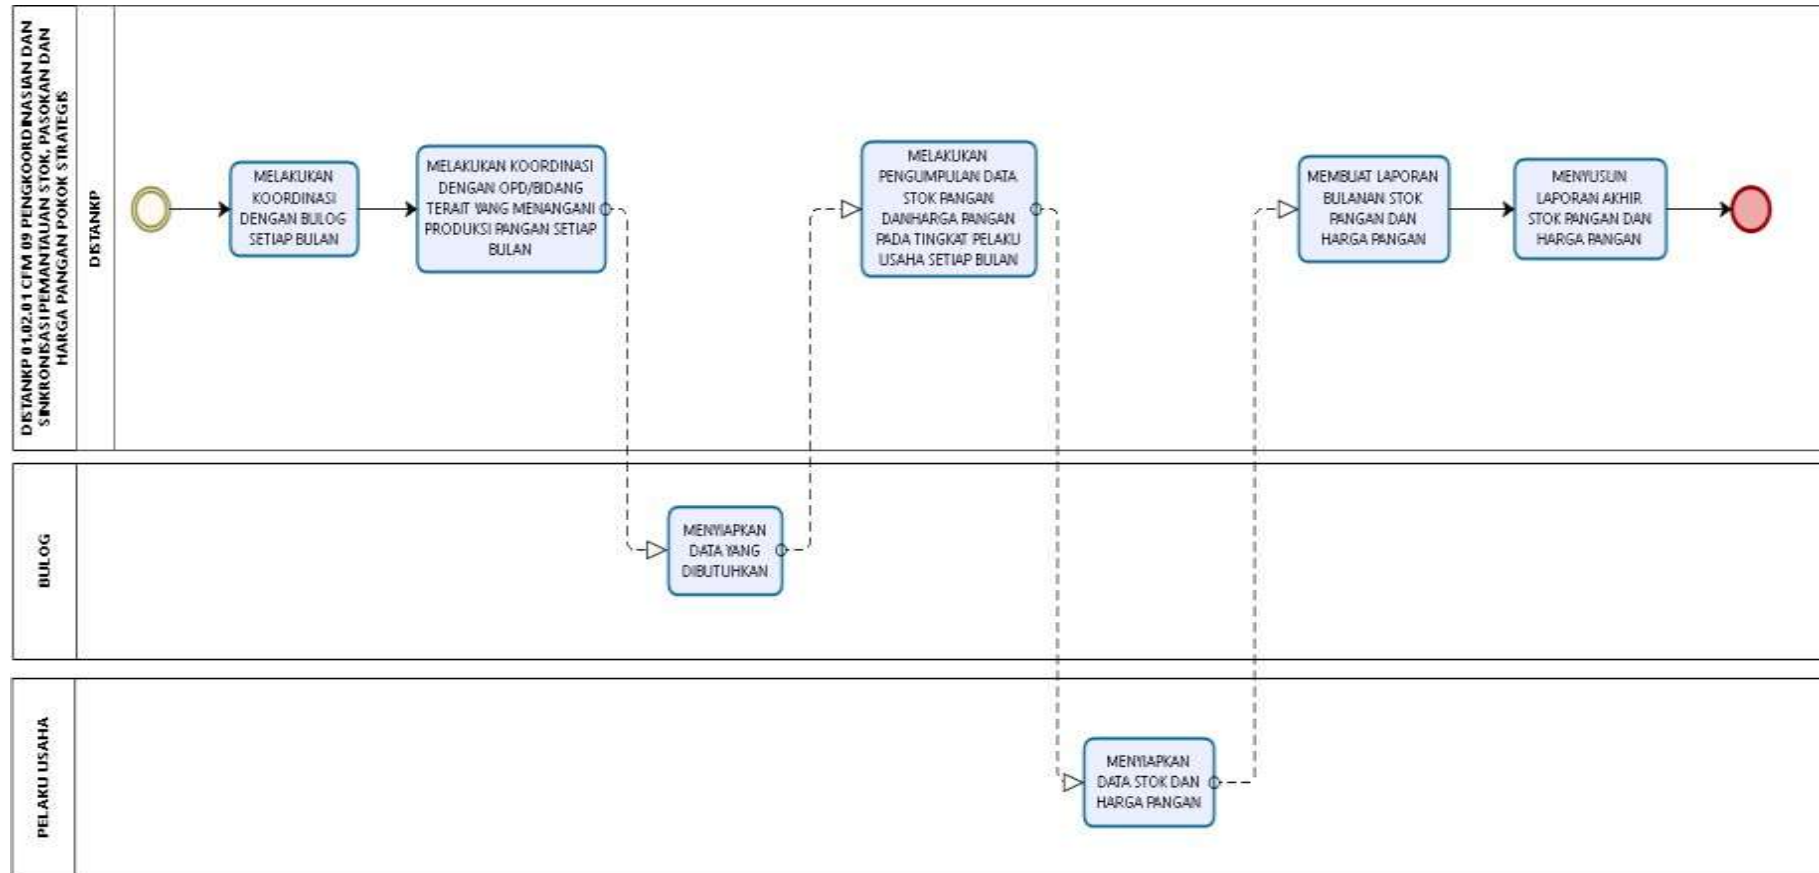 DISTANKP 01.02.01 CFM 09 PENGKOORDINASIAN DAN
SINKRONISASI PEMANTAUAN STOK, PASOKAN DAN
HARGA PANGAN POKOK STRATEGIS
DISTANKP
MELAKUKAN
KOORDINASI
DENGAN BULOG
SETIAP BULAN
MELAKUKAN KOORDINASI
DENGAN OPD/BIDANG
TERAIT YANG MENANGANI
PRODUKSI PANGAN SETIAP
BULAN
MELAKUKAN
PENGUMPULAN DATA
STOK PANGAN
DANHARGA PANGAN
PADA TINGKAT PELAKU
USAHA SETIAP BULAN
MEMBUAT LAPORAN
BULANAN STOK
PANGAN DAN
HARGA PANGAN
MENYUSUN
LAPORAN AKHIR
STOK PANGAN DAN
HARGA PANGAN
BULOG
MENYIAPKAN
DATA YANG
DIBUTUHKAN
PELAKU USAHA
MENYIAPKAN
DATA STOK DAN
HARGA PANGAN